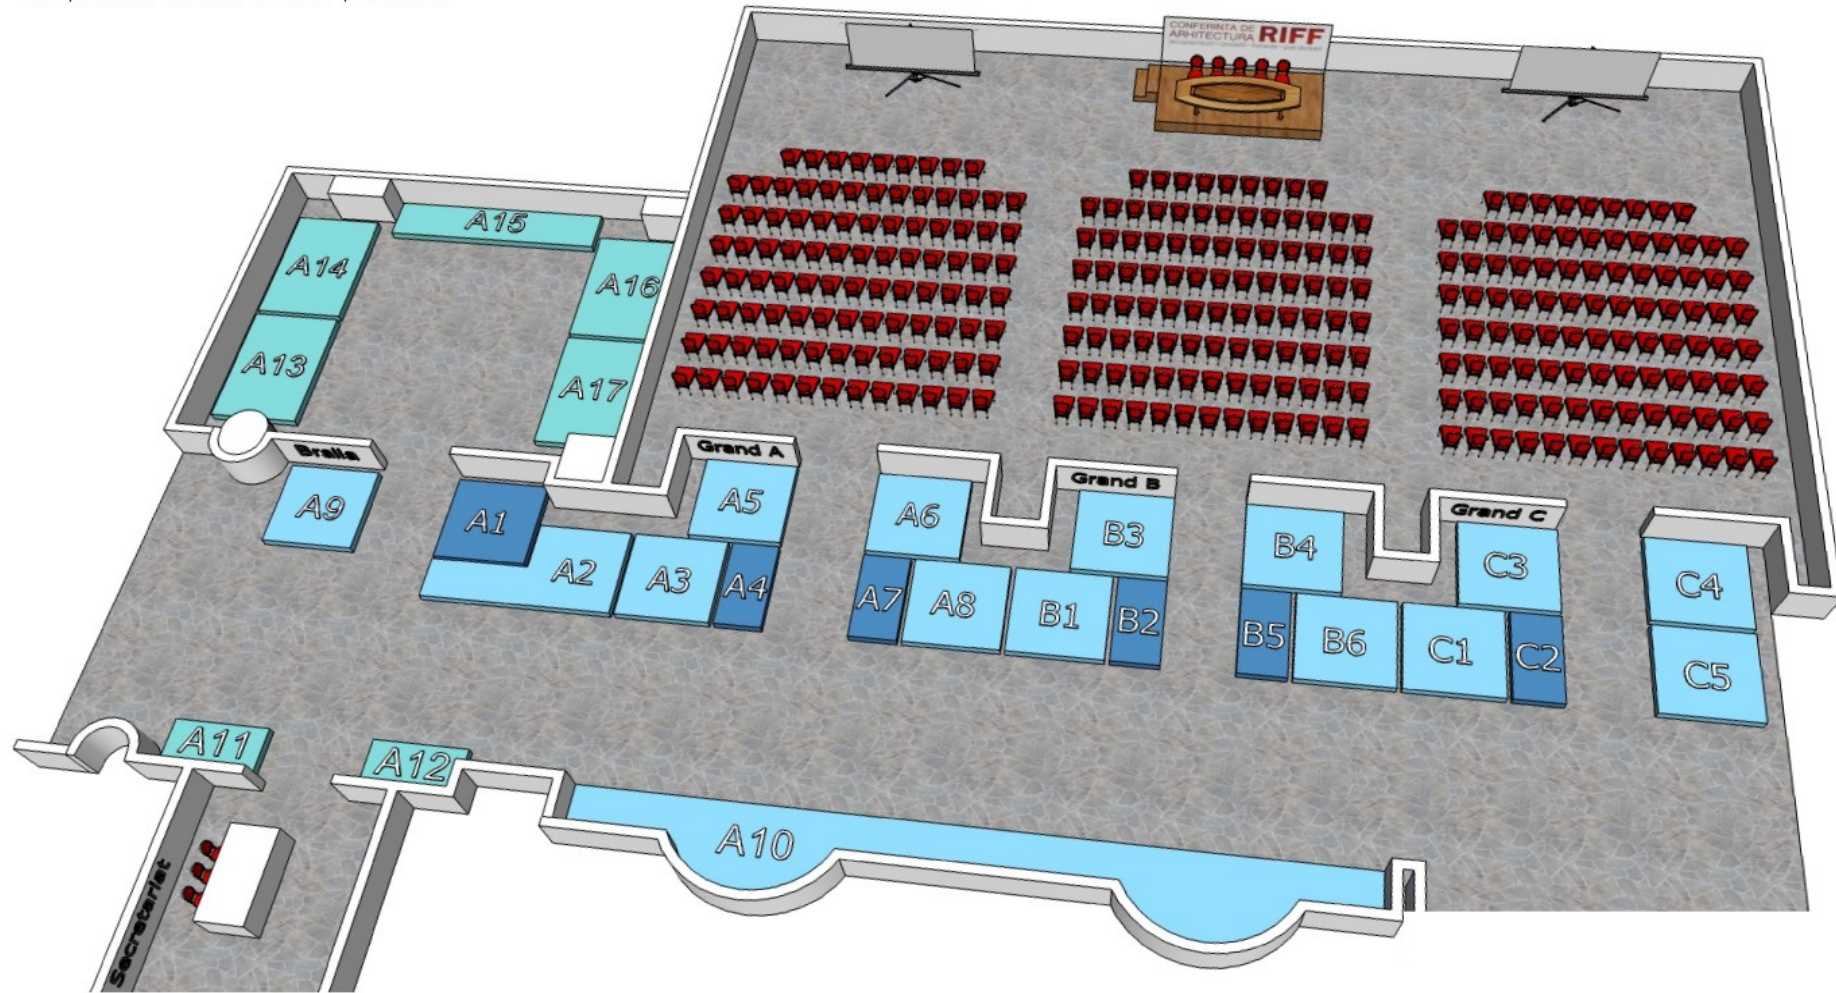 CONFERINTA DE
ARHITECTURA RIFF
A15
A14
A16
A13
A17
Braila
Grand A
Grand B
Grand C
A9
A1
A5
A6
B3
B4
C3
C4
A2
A3
A4
A7
A8
B1
B2
B5
B6
C1
C2
C5
A11
A12
A10
Secretariat